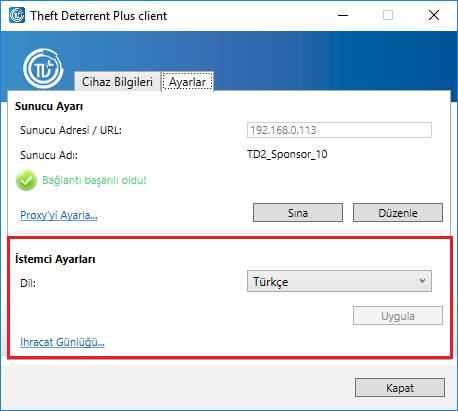 Theft Deterrent Plus client
TD
Cihaz Bilgileri Ayarlar
Sunucu Ayarı
Sunucu Adresi / URL: 192.168.0.113
Sunucu Adı: TD2_Sponsor_10
Bağlantı başarılı oldu!
Proxy'yi Ayarla... Sına Düzenle
İstemci Ayarları
Dil: Türkçe
Uygula
Ihracat Günlüğü...
Kapat